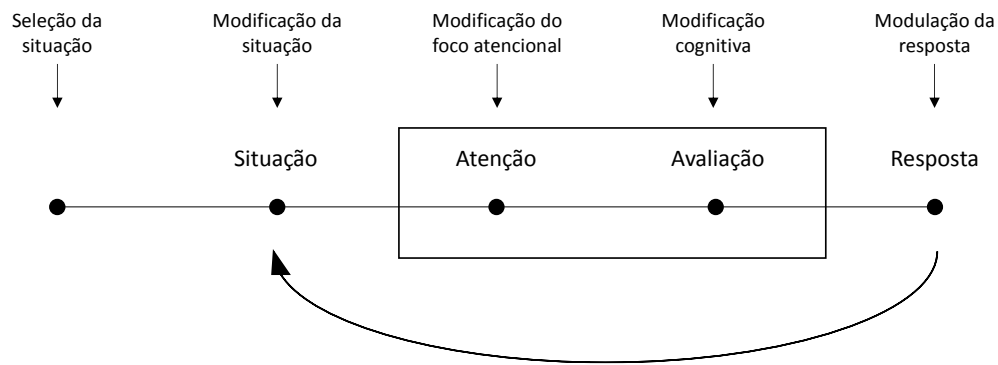 Seleção da
situação
Modificação da
situação
Modificação do
foco atencional
Modificação
cognitiva
Modulação da
resposta
Situação
Atenção
Avaliação
Resposta